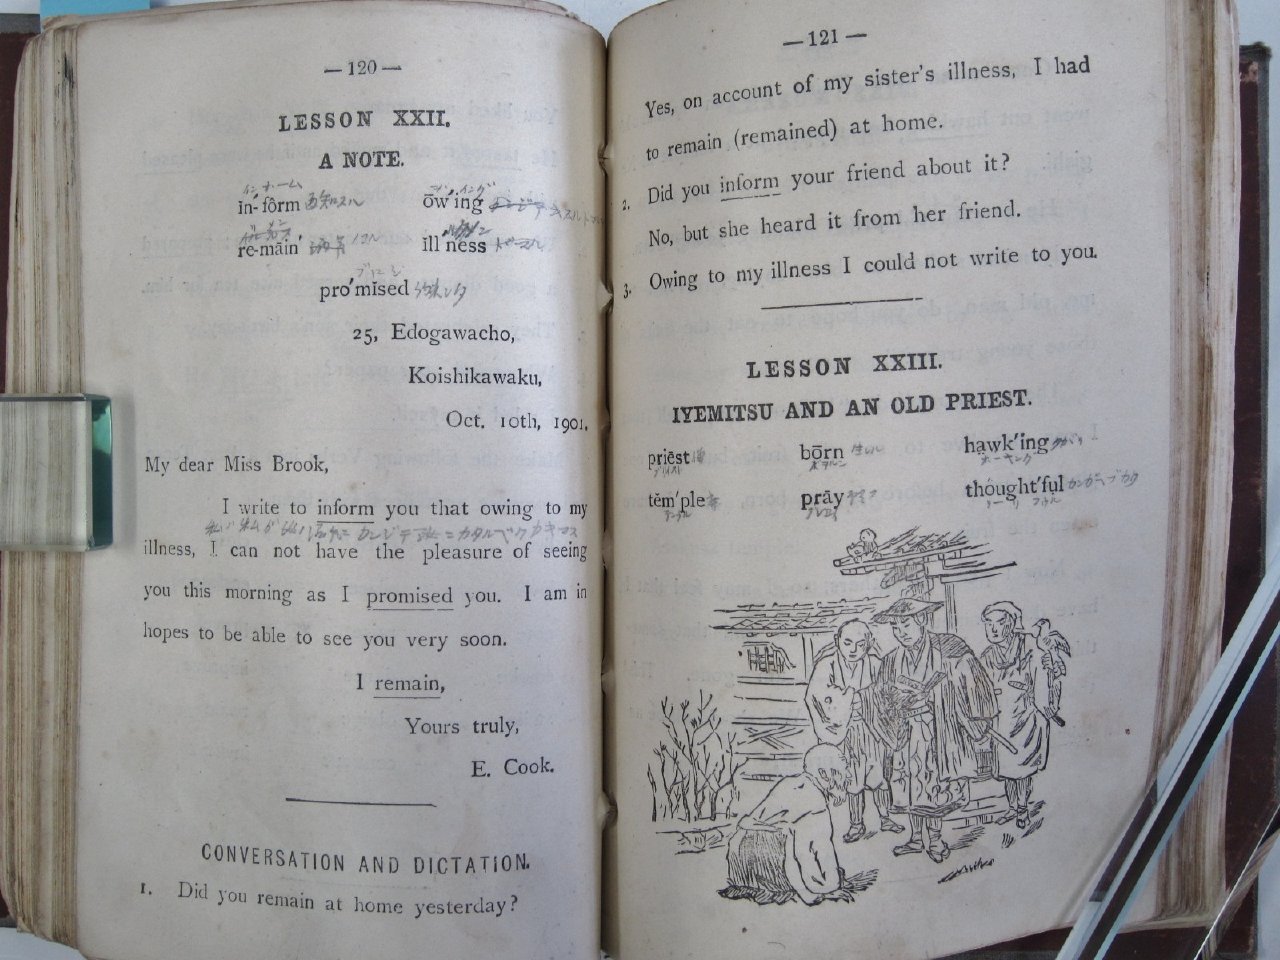 —120—
LESSON XXII.
A NOTE.
in-fôrm´ ōw´ing
re-māin´ ill´ness
prŏ´mĭsed
25, Edogawacho,
Koishikawaku,
Oct. 10th, 1901.
My dear Miss Brook,
I write to inform you that owing to my
illness, I can not have the pleasure of seeing
you this morning as I promised you. I am in
hopes to be able to see you very soon.
I remain,
Yours truly,
E. Cook.
CONVERSATION AND DICTATION.
1. Did you remain at home yesterday?
—121—
Yes, on account of my sister's illness, I had
to remain (remained) at home.
2. Did you inform your friend about it?
No, but she heard it from her friend.
3. Owing to my illness I could not write to you.
LESSON XXIII.
IYEMITSU AND AN OLD PRIEST.
priēst bōrn hawk´ing
tĕm´ple prāy thought´ful